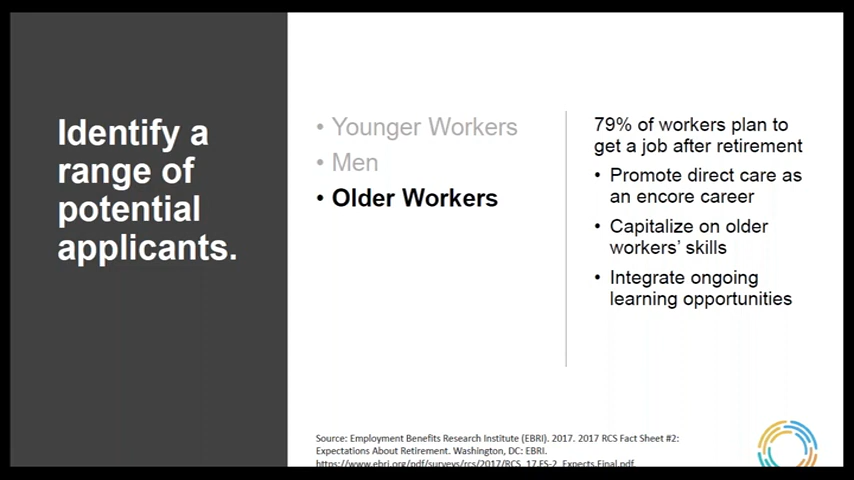 Identify a
range of
potential
applicants.
• Younger Workers
• Men
• Older Workers
79% of workers plan to
get a job after retirement
• Promote direct care as
an encore career
• Capitalize on older
workers' skills
• Integrate ongoing
learning opportunities
Source: Employment Benefits Research Institute (EBRI). 2017. 2017 RCS Fact Sheet #2:
Expectations About Retirement. Washington, DC: EBRI.
https://www.ebri.org/pdf/surveys/rcs/2017/RCS_17.FS-2_Expects.Final.pdf.